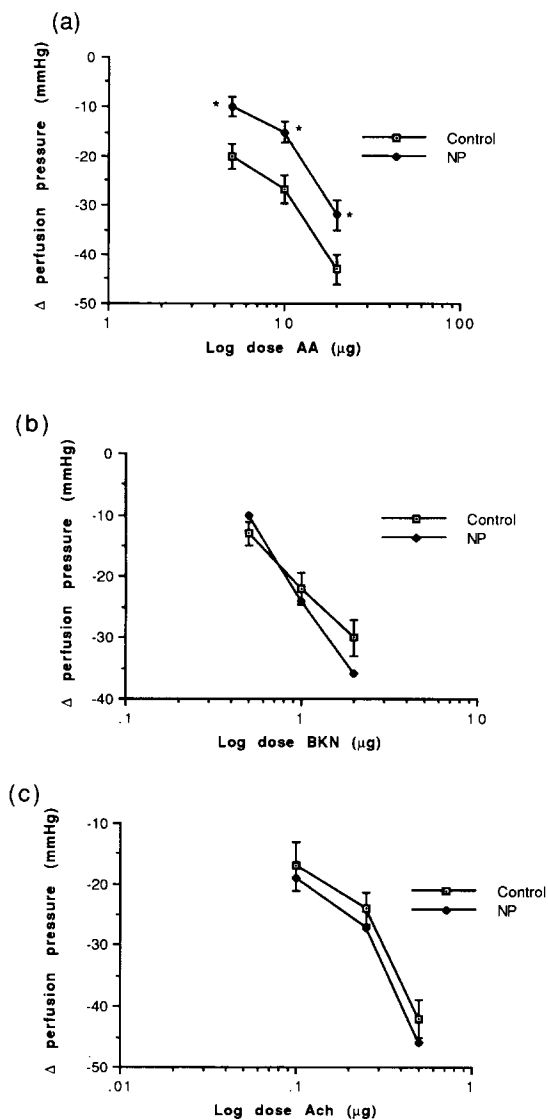 (a)
Δ perfusion pressure (mmHg)
0
-10
-20
-30
-40
-50
*
*
*
Control
NP
1
10
100
Log dose AA (μg)
(b)
Δ perfusion pressure (mmHg)
0
-10
-20
-30
-40
Control
NP
.1
1
10
Log dose BKN (μg)
(c)
Δ perfusion pressure (mmHg)
-10
-20
-30
-40
-50
Control
NP
.01
.1
1
Log dose Ach (μg)